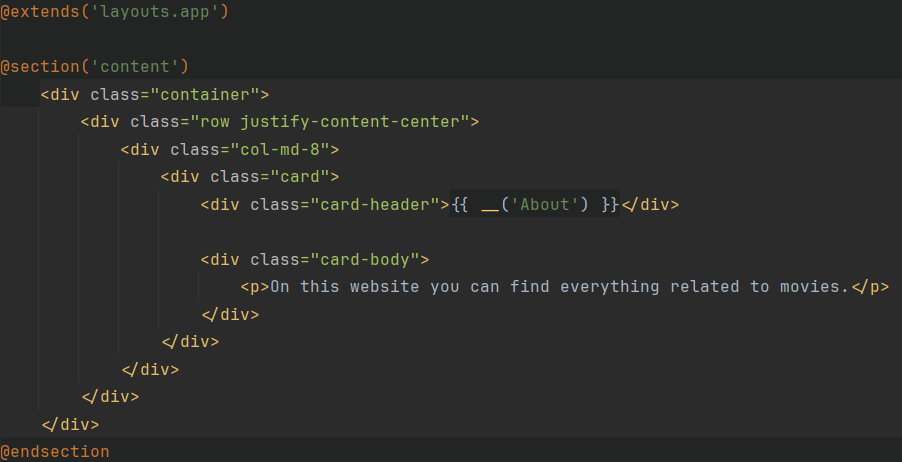 @extends('layouts.app')

@section('content')
    <div class="container">
        <div class="row justify-content-center">
            <div class="col-md-8">
                <div class="card">
                    <div class="card-header">{{ __('About') }}</div>

                    <div class="card-body">
                        <p>On this website you can find everything related to movies.</p>
                    </div>
                </div>
            </div>
        </div>
    </div>
@endsection